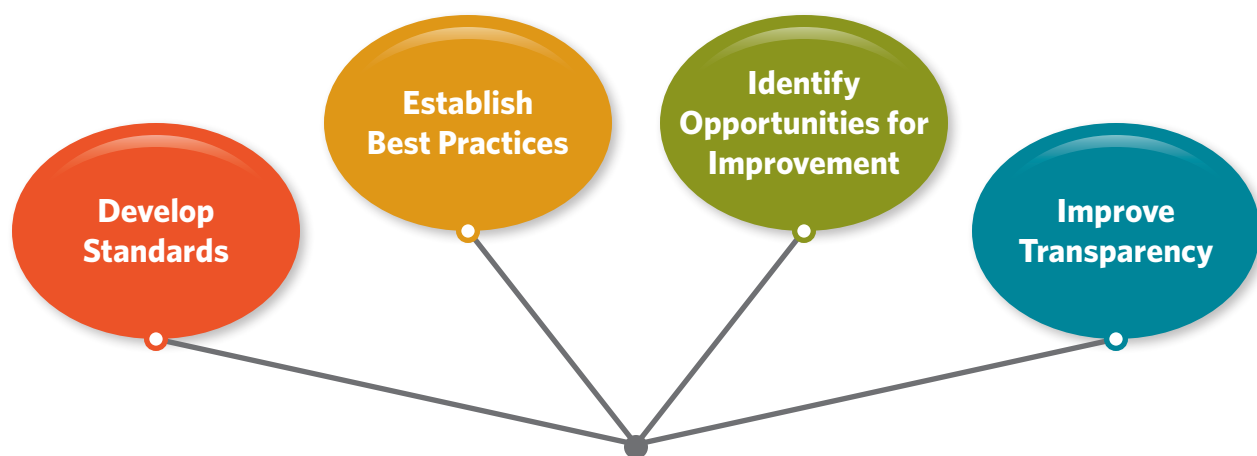 Develop
Standards
Establish
Best Practices
Identify
Opportunities for
Improvement
Improve
Transparency